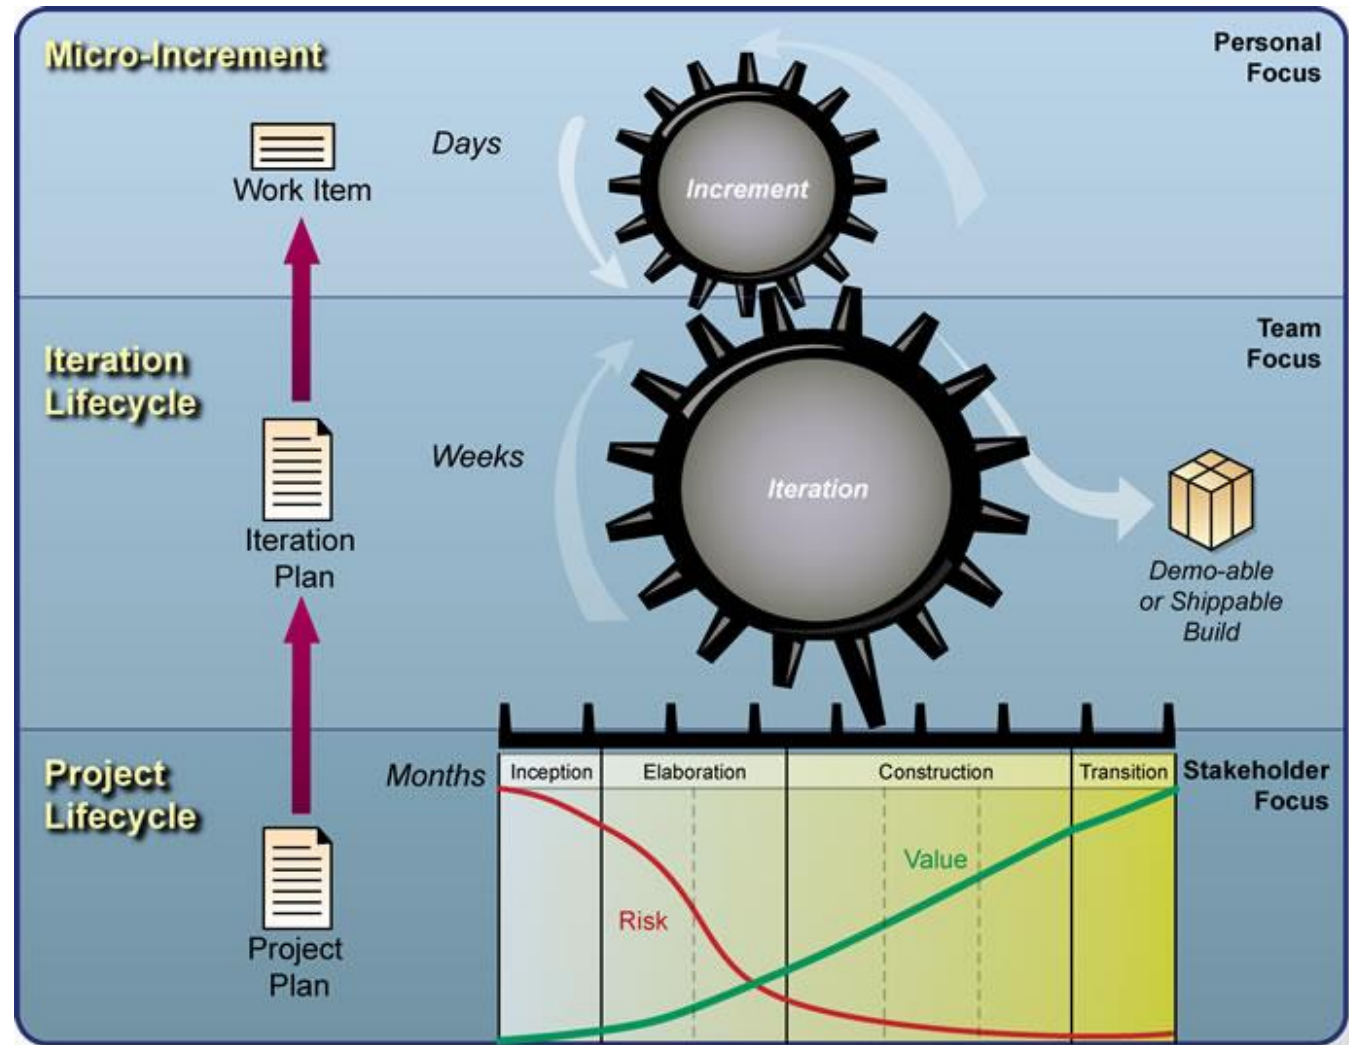 Micro-Increment
Personal
Focus
Days
Work Item
Increment
Iteration
Lifecycle
Team
Focus
Weeks
Iteration
Plan
Iteration
Demo-able
or Shippable
Build
Project
Lifecycle
Months
Inception
Elaboration
Construction
Transition
Stakeholder
Focus
Value
Risk
Project
Plan